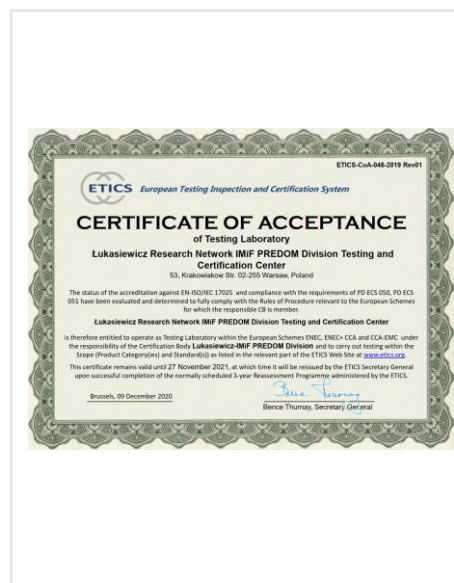 ETICS-CoA-046-2019 Rev01
ETICS European Testing Inspection and Certification System
CERTIFICATE OF ACCEPTANCE
of Testing Laboratory
Łukasiewicz Research Network IMiF PREDOM Division Testing and
Certification Center
53, Krakowiakow Str. 02-255 Warsaw, Poland
The status of the accreditation against EN-ISO/IEC 17025 and compliance with the requirements of PD ECS 050, PD ECS
051 have been evaluated and determined to fully comply with the Rules of Procedure relevant to the European Schemes
for which the responsible CB is member.
Łukasiewicz Research Network IMiF PREDOM Division Testing and Certification Center
is therefore entitled to operate as Testing Laboratory within the European Schemes ENEC, ENEC+ CCA and CCA-EMC under
the responsibility of the Certification Body Łukasiewicz-IMiF PREDOM Division and to carry out testing within the
Scope (Product Category(ies) and Standard(s)) as listed in the relevant part of the ETICS Web Site at www.etics.org.
This certificate remains valid until 27 November 2021, at which time it will be reissued by the ETICS Secretary General
upon successful completion of the normally scheduled 3-year Reassessment Programme administered by the ETICS.
Brussels, 09 December 2020
Bence Thurnay, Secretary General